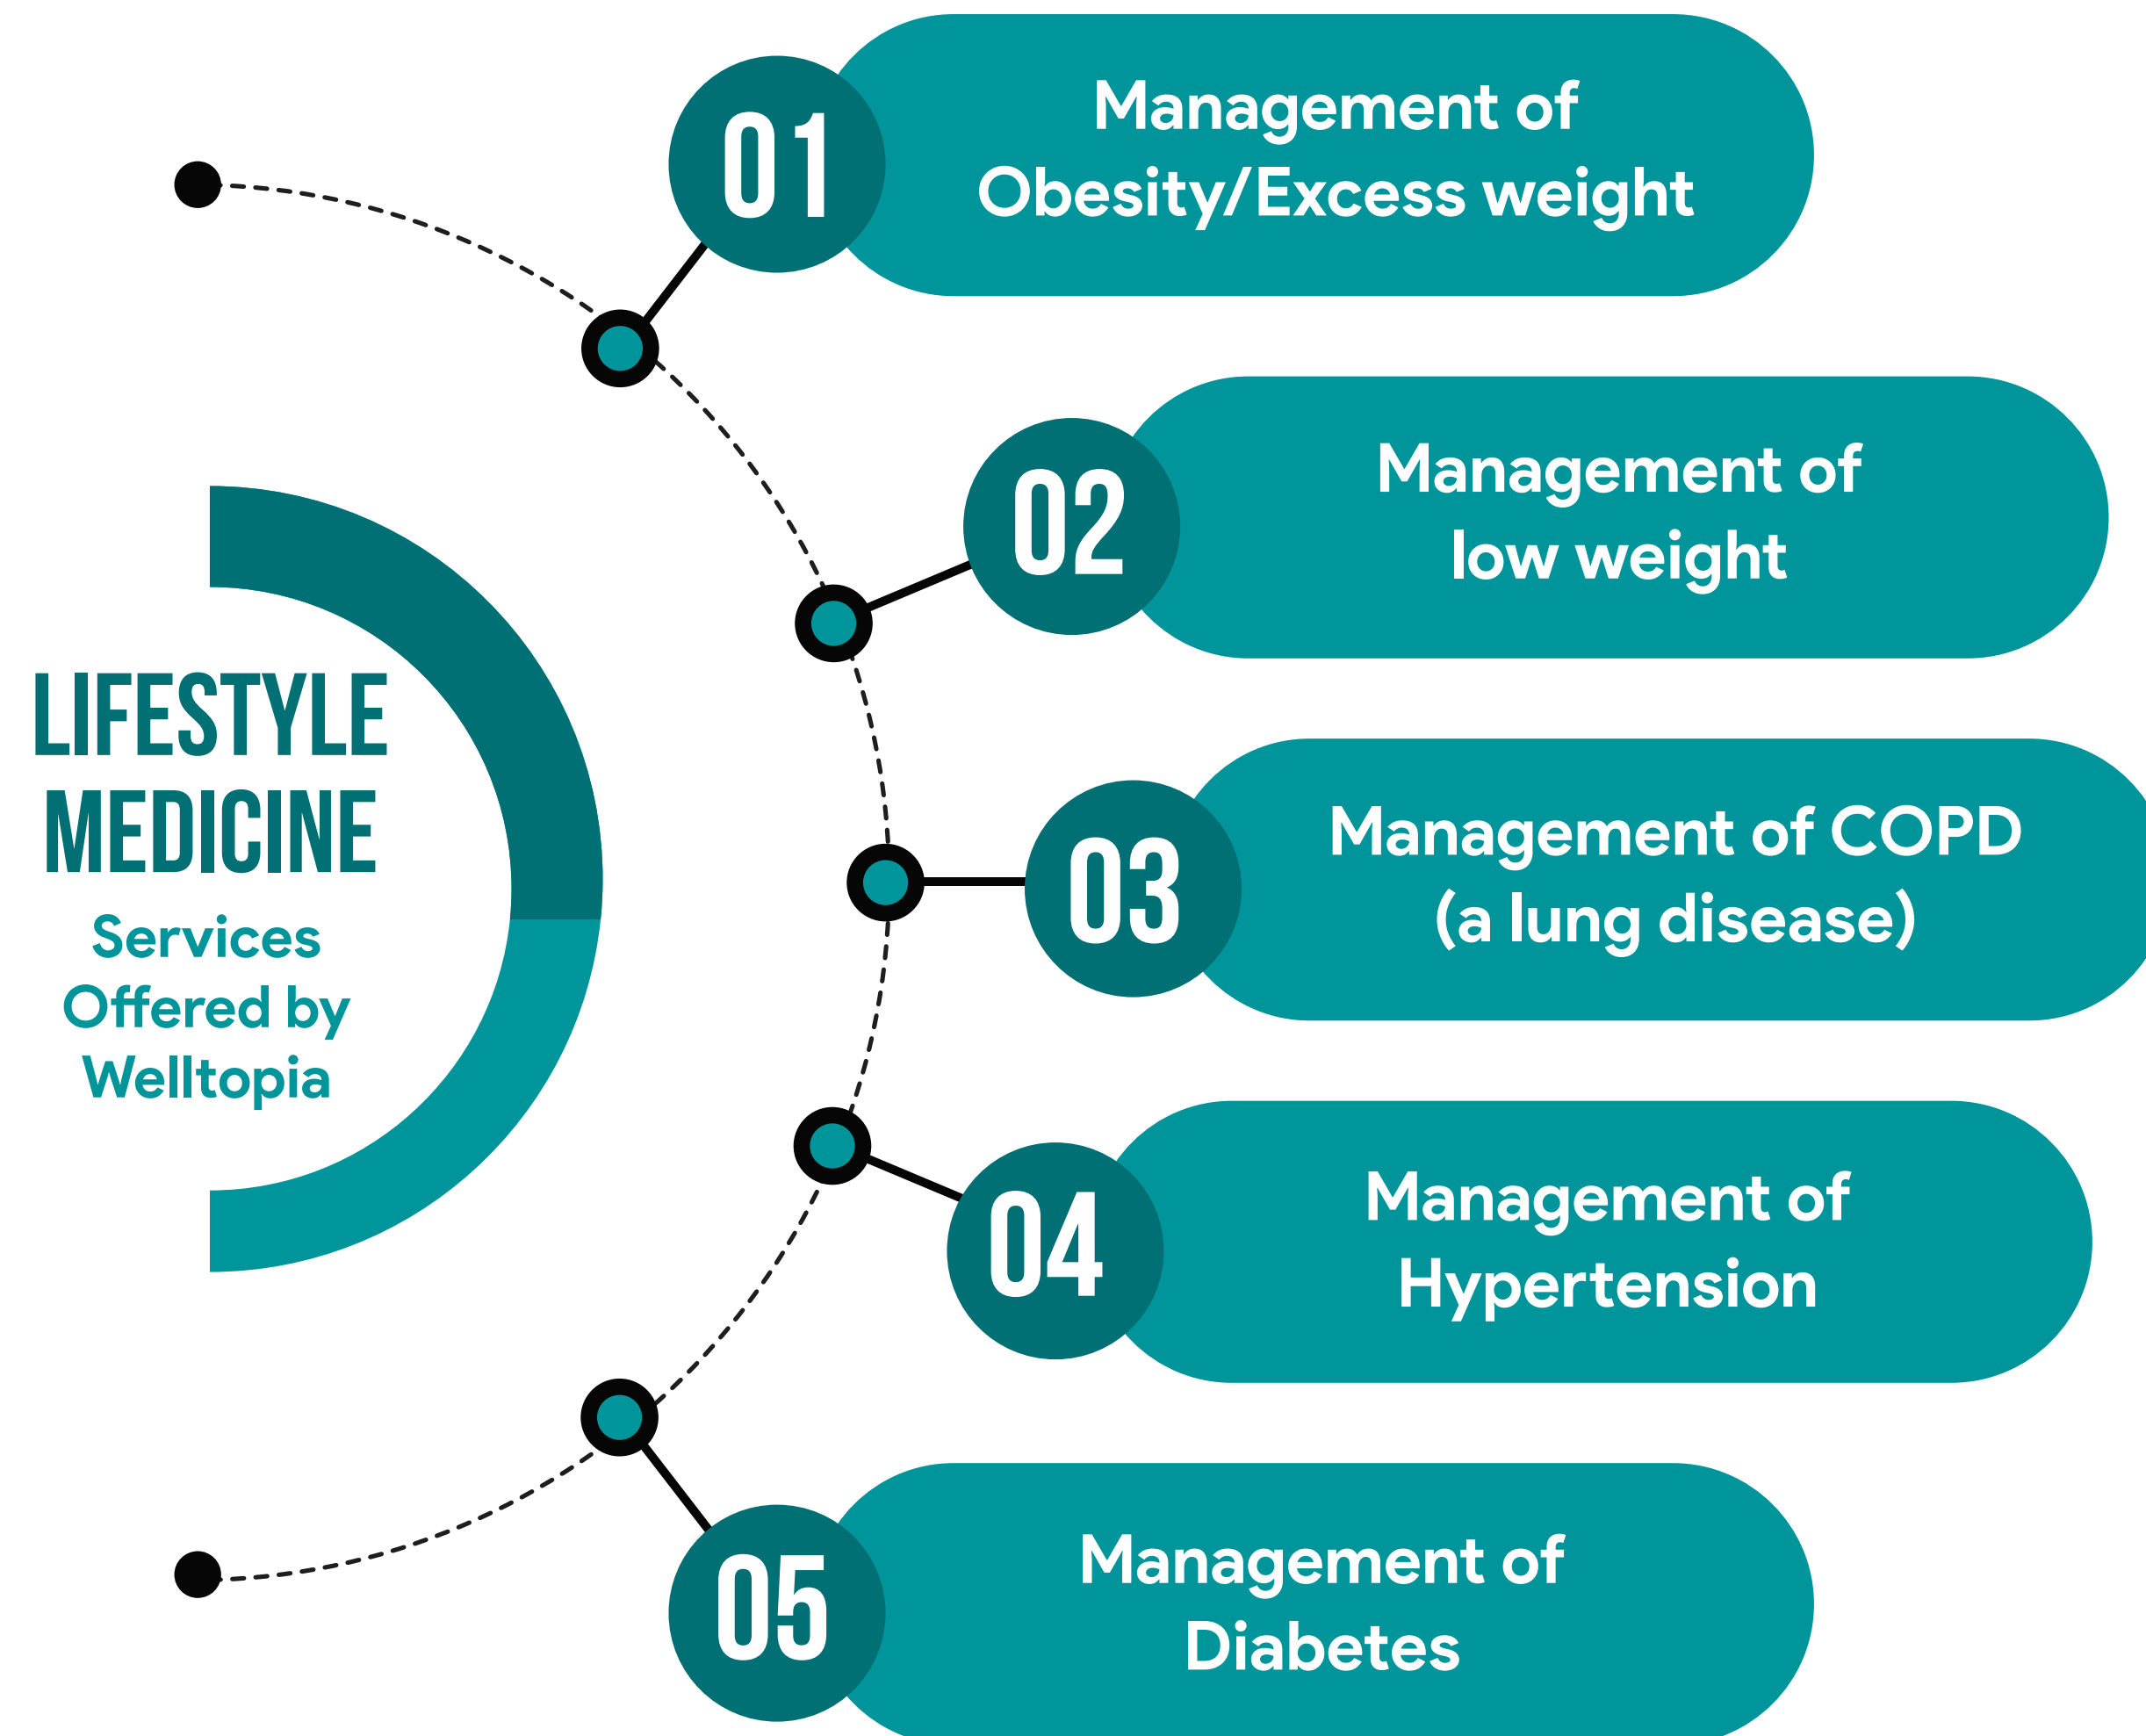 LIFESTYLE
MEDICINE
Services
Offered by
Welltopia
01
Management of
Obesity/Excess weight
02
Management of
low weight
03
Management of COPD
(a lung disease)
04
Management of
Hypertension
05
Management of
Diabetes